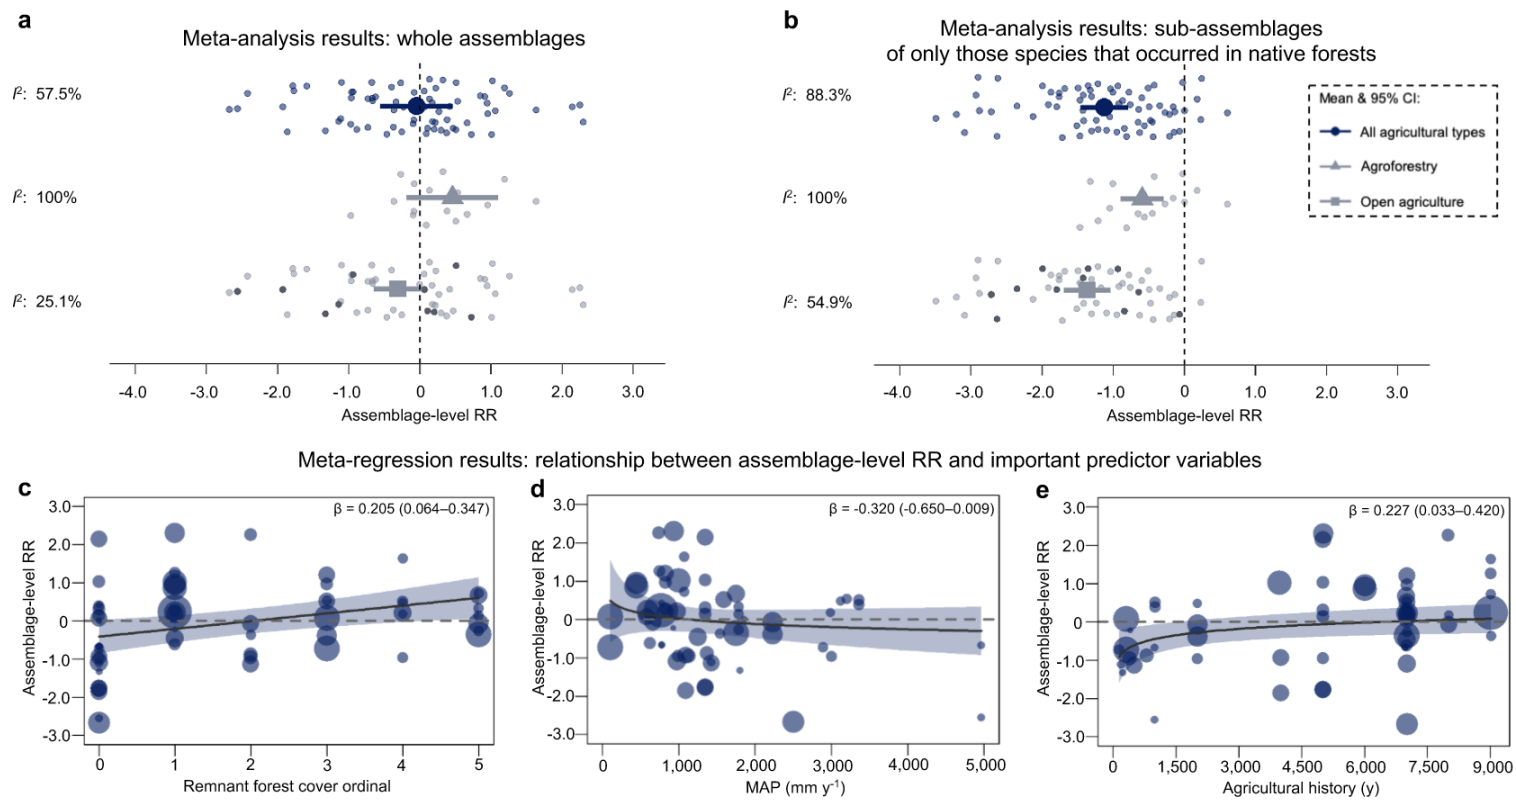 a
Meta-analysis results: whole assemblages
I²: 57.5%
I²: 100%
I²: 25.1%
-4.0 -3.0 -2.0 -1.0 0 1.0 2.0 3.0
Assemblage-level RR
b
Meta-analysis results: sub-assemblages
of only those species that occurred in native forests
I²: 88.3%
I²: 100%
I²: 54.9%
-4.0 -3.0 -2.0 -1.0 0 1.0 2.0 3.0
Assemblage-level RR
Mean & 95% CI:
All agricultural types
Agroforestry
Open agriculture
Meta-regression results: relationship between assemblage-level RR and important predictor variables
c
β = 0.205 (0.064–0.347)
Assemblage-level RR
3.0
2.0
1.0
0
-1.0
-2.0
-3.0
0 1 2 3 4 5
Remnant forest cover ordinal
d
β = -0.320 (-0.650–0.009)
Assemblage-level RR
3.0
2.0
1.0
0
-1.0
-2.0
-3.0
0 1,000 2,000 3,000 4,000 5,000
MAP (mm y⁻¹)
e
β = 0.227 (0.033–0.420)
Assemblage-level RR
3.0
2.0
1.0
0
-1.0
-2.0
-3.0
0 1,500 3,000 4,500 6,000 7,500 9,000
Agricultural history (y)